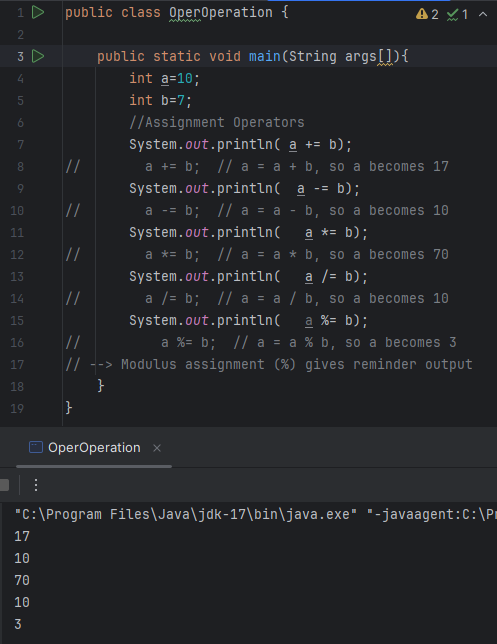 1 public class OperOperation { 2 1
2
3 public static void main(String args[]){
4 int a=10;
5 int b=7;
6 //Assignment Operators
7 System.out.println( a += b);
8 // a += b; // a = a + b, so a becomes 17
9 System.out.println( a -= b);
10 // a -= b; // a = a - b, so a becomes 10
11 System.out.println( a *= b);
12 // a *= b; // a = a * b, so a becomes 70
13 System.out.println( a /= b);
14 // a /= b; // a = a / b, so a becomes 10
15 System.out.println( a %= b);
16 // a %= b; // a = a % b, so a becomes 3
17 // --> Modulus assignment (%) gives reminder output
18 }
19 }
OperOperation ×
"C:\Program Files\Java\jdk-17\bin\java.exe" "-javaagent:C:\Pr
17
10
70
10
3